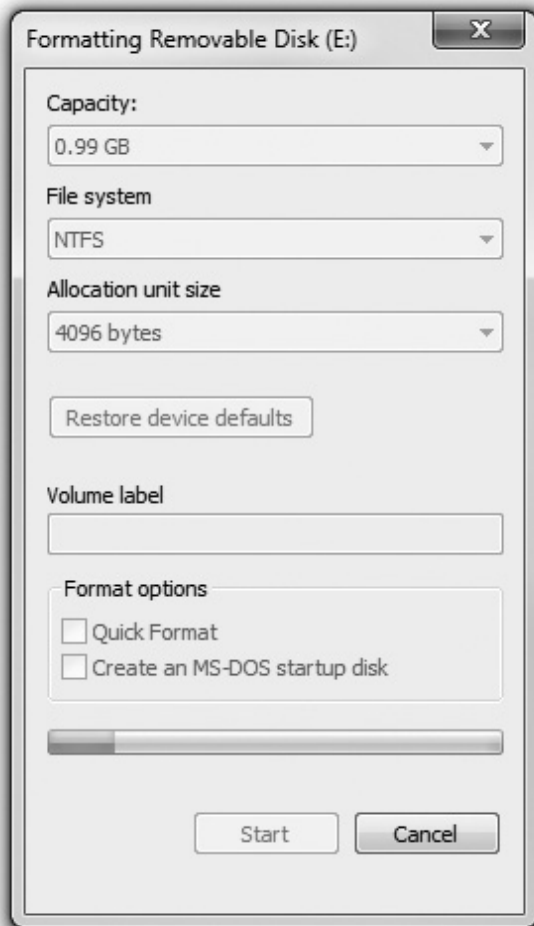 Formatting Removable Disk (E:)
Capacity:
0.99 GB
File system
NTFS
Allocation unit size
4096 bytes
Restore device defaults
Volume label
Format options
Quick Format
Create an MS-DOS startup disk
Start
Cancel